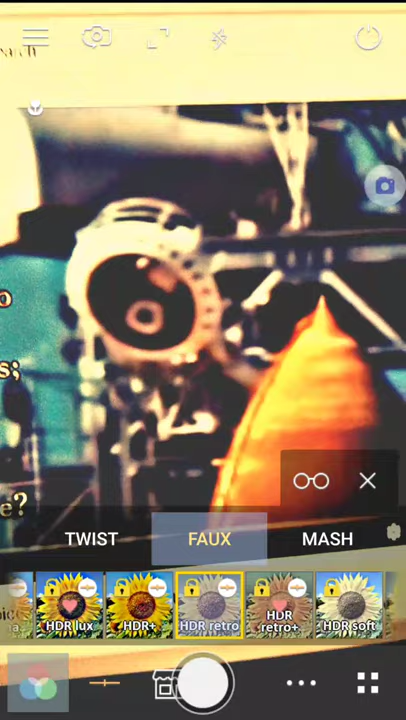 s;
e?
TWIST FAUX MASH
HDR lux HDR+ HDR retro HDR retro+ HDR soft